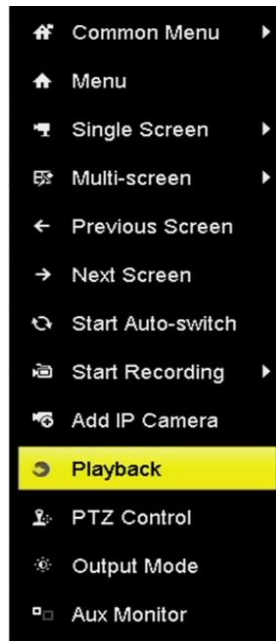 Common Menu
Menu
Single Screen
Multi-screen
Previous Screen
Next Screen
Start Auto-switch
Start Recording
Add IP Camera
Playback
PTZ Control
Output Mode
Aux Monitor